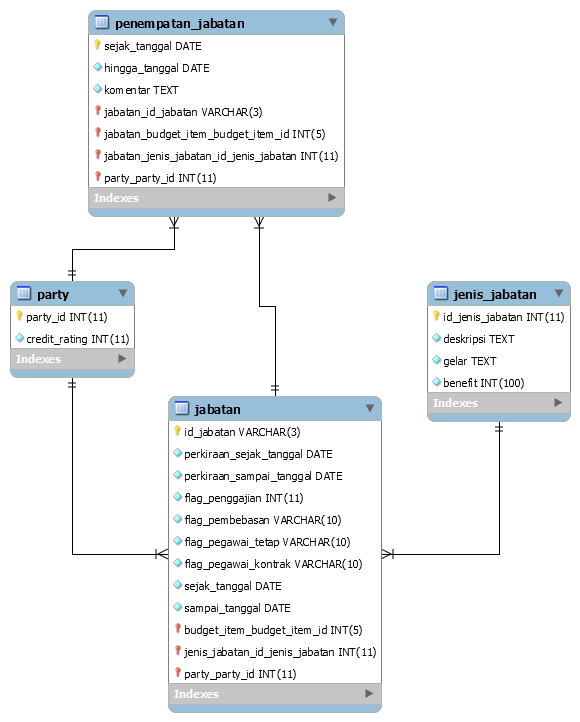 penempatan_jabatan
sejak_tanggal DATE
hingga_tanggal DATE
komentar TEXT
jabatan_id_jabatan VARCHAR(3)
jabatan_budget_item_budget_item_id INT(5)
jabatan_jenis_jabatan_id_jenis_jabatan INT(11)
party_party_id INT(11)
Indexes
party
party_id INT(11)
credit_rating INT(11)
Indexes
jenis_jabatan
id_jenis_jabatan INT(11)
deskripsi TEXT
gelar TEXT
benefit INT(100)
Indexes
jabatan
id_jabatan VARCHAR(3)
perkiraan_sejak_tanggal DATE
perkiraan_sampai_tanggal DATE
flag_penggajian INT(11)
flag_pembebasan VARCHAR(10)
flag_pegawai_tetap VARCHAR(10)
flag_pegawai_kontrak VARCHAR(10)
sejak_tanggal DATE
sampai_tanggal DATE
budget_item_budget_item_id INT(5)
jenis_jabatan_id_jenis_jabatan INT(11)
party_party_id INT(11)
Indexes